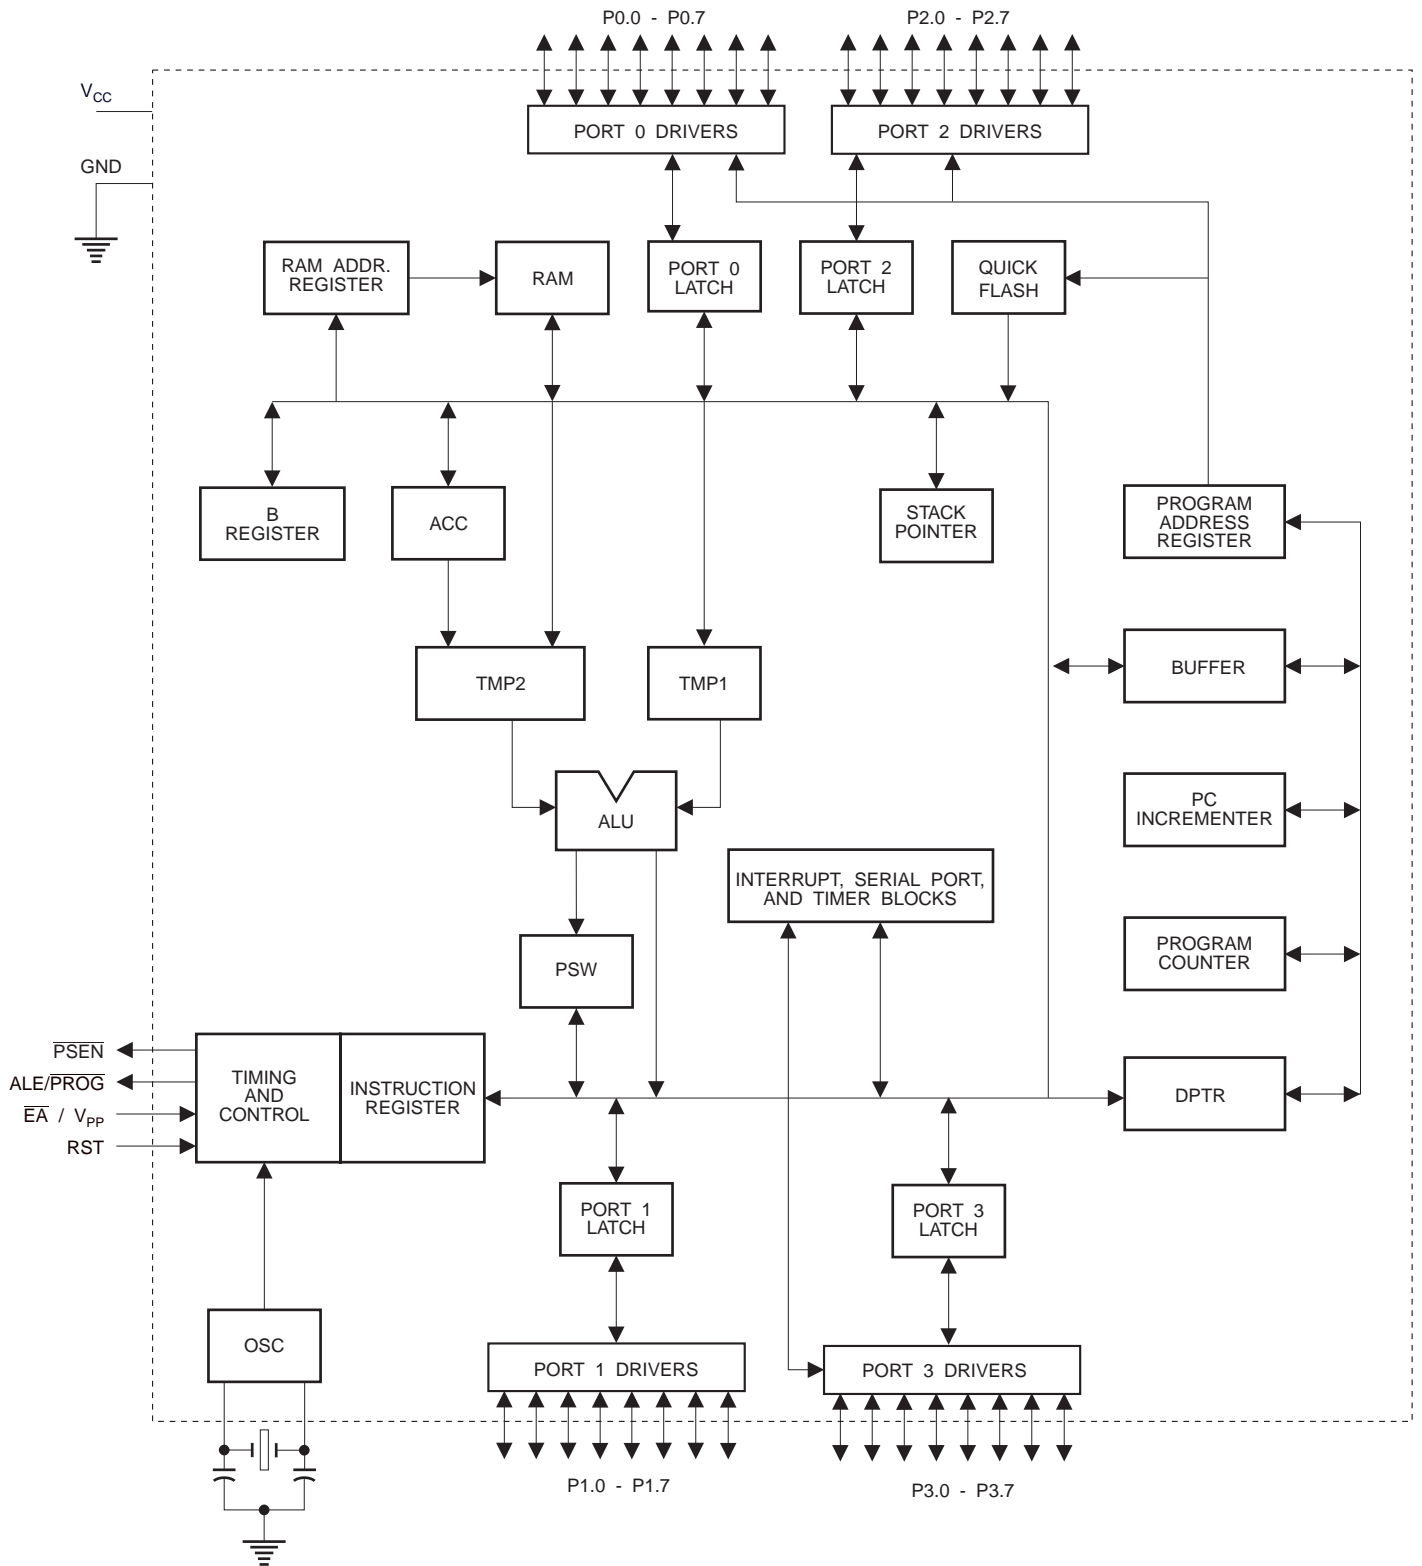 P0.0 - P0.7
P2.0 - P2.7
VCC
GND
PORT 0 DRIVERS
PORT 2 DRIVERS
RAM ADDR.
REGISTER
RAM
PORT 0
LATCH
PORT 2
LATCH
QUICK
FLASH
B
REGISTER
ACC
STACK
POINTER
PROGRAM
ADDRESS
REGISTER
TMP2
TMP1
BUFFER
ALU
PC
INCREMENTER
INTERRUPT, SERIAL PORT,
AND TIMER BLOCKS
PSW
PROGRAM
COUNTER
PSEN
ALE/PROG
EA / VPP
RST
TIMING
AND
CONTROL
INSTRUCTION
REGISTER
DPTR
PORT 1
LATCH
PORT 3
LATCH
OSC
PORT 1 DRIVERS
PORT 3 DRIVERS
P1.0 - P1.7
P3.0 - P3.7